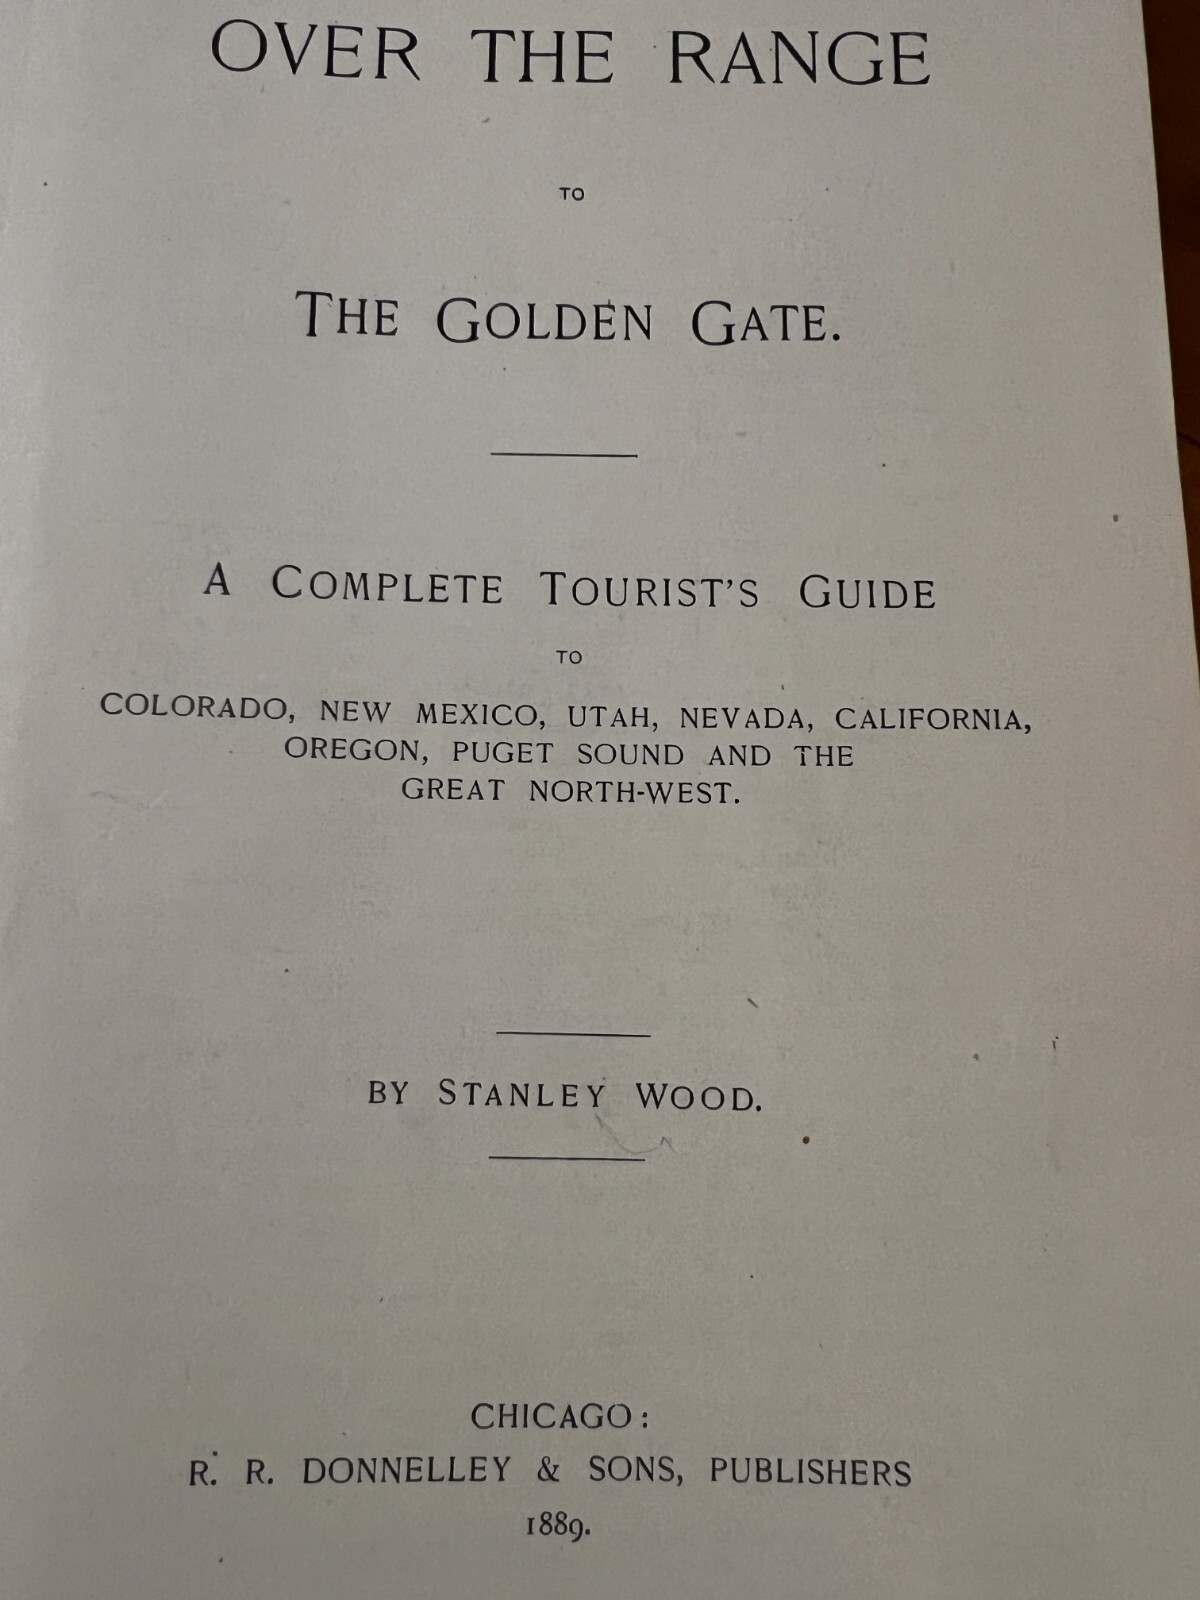 OVER THE RANGE
TO
THE GOLDEN GATE.
A COMPLETE TOURIST'S GUIDE
TO
COLORADO, NEW MEXICO, UTAH, NEVADA, CALIFORNIA,
OREGON, PUGET SOUND AND THE
GREAT NORTH-WEST.
BY STANLEY WOOD.
CHICAGO:
R. R. DONNELLEY & SONS, PUBLISHERS
1889.